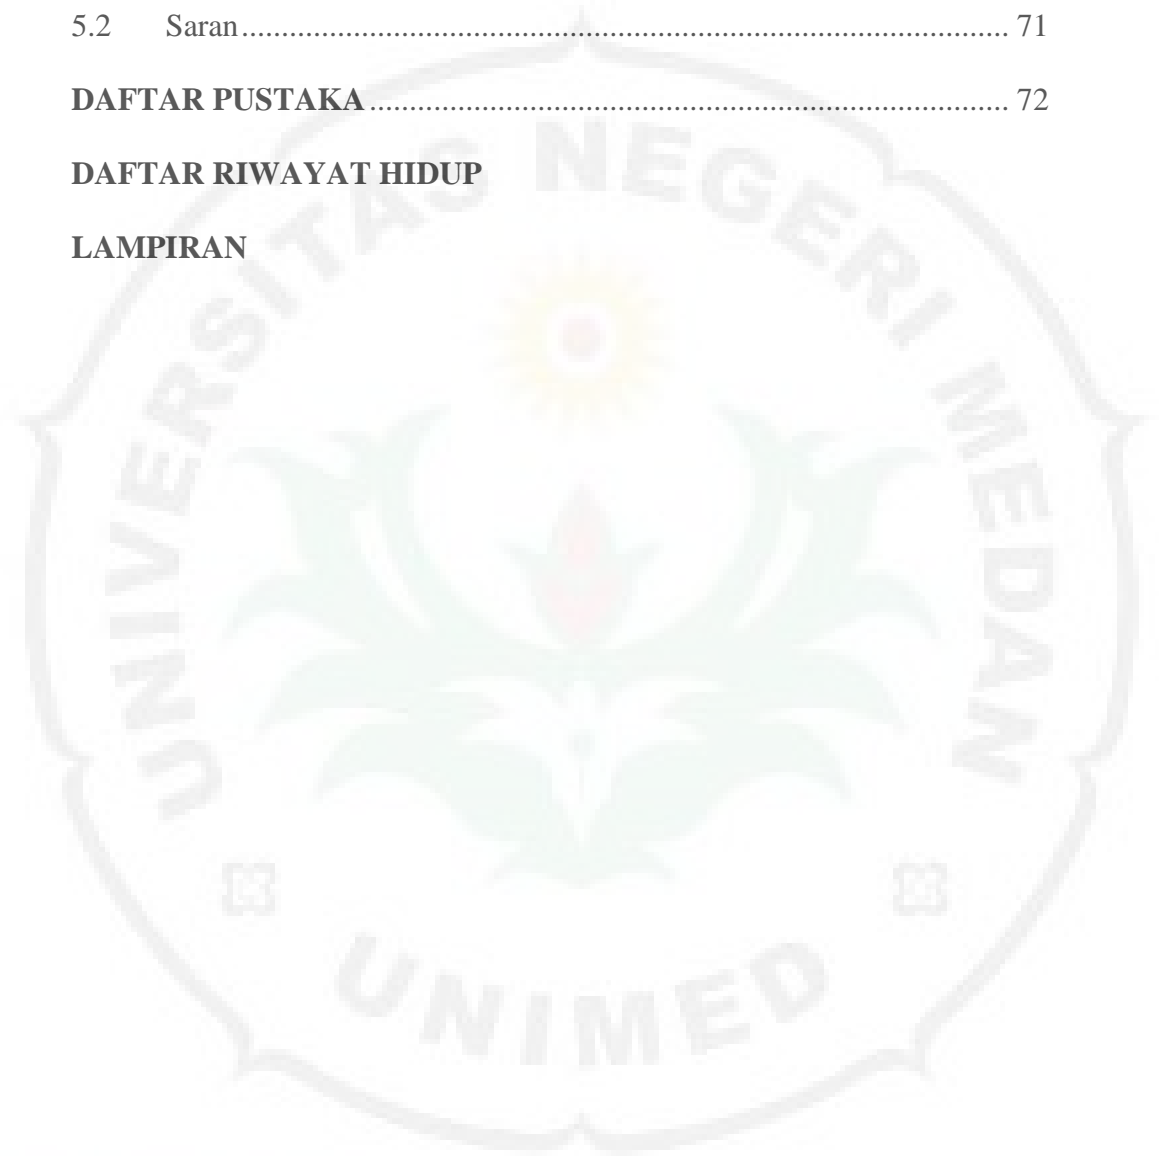 5.2 Saran ........................................................................ 71
DAFTAR PUSTAKA ........................................................................ 72
DAFTAR RIWAYAT HIDUP
LAMPIRAN
UNIVERSITAS NEGERI MEDAN
UNIMED